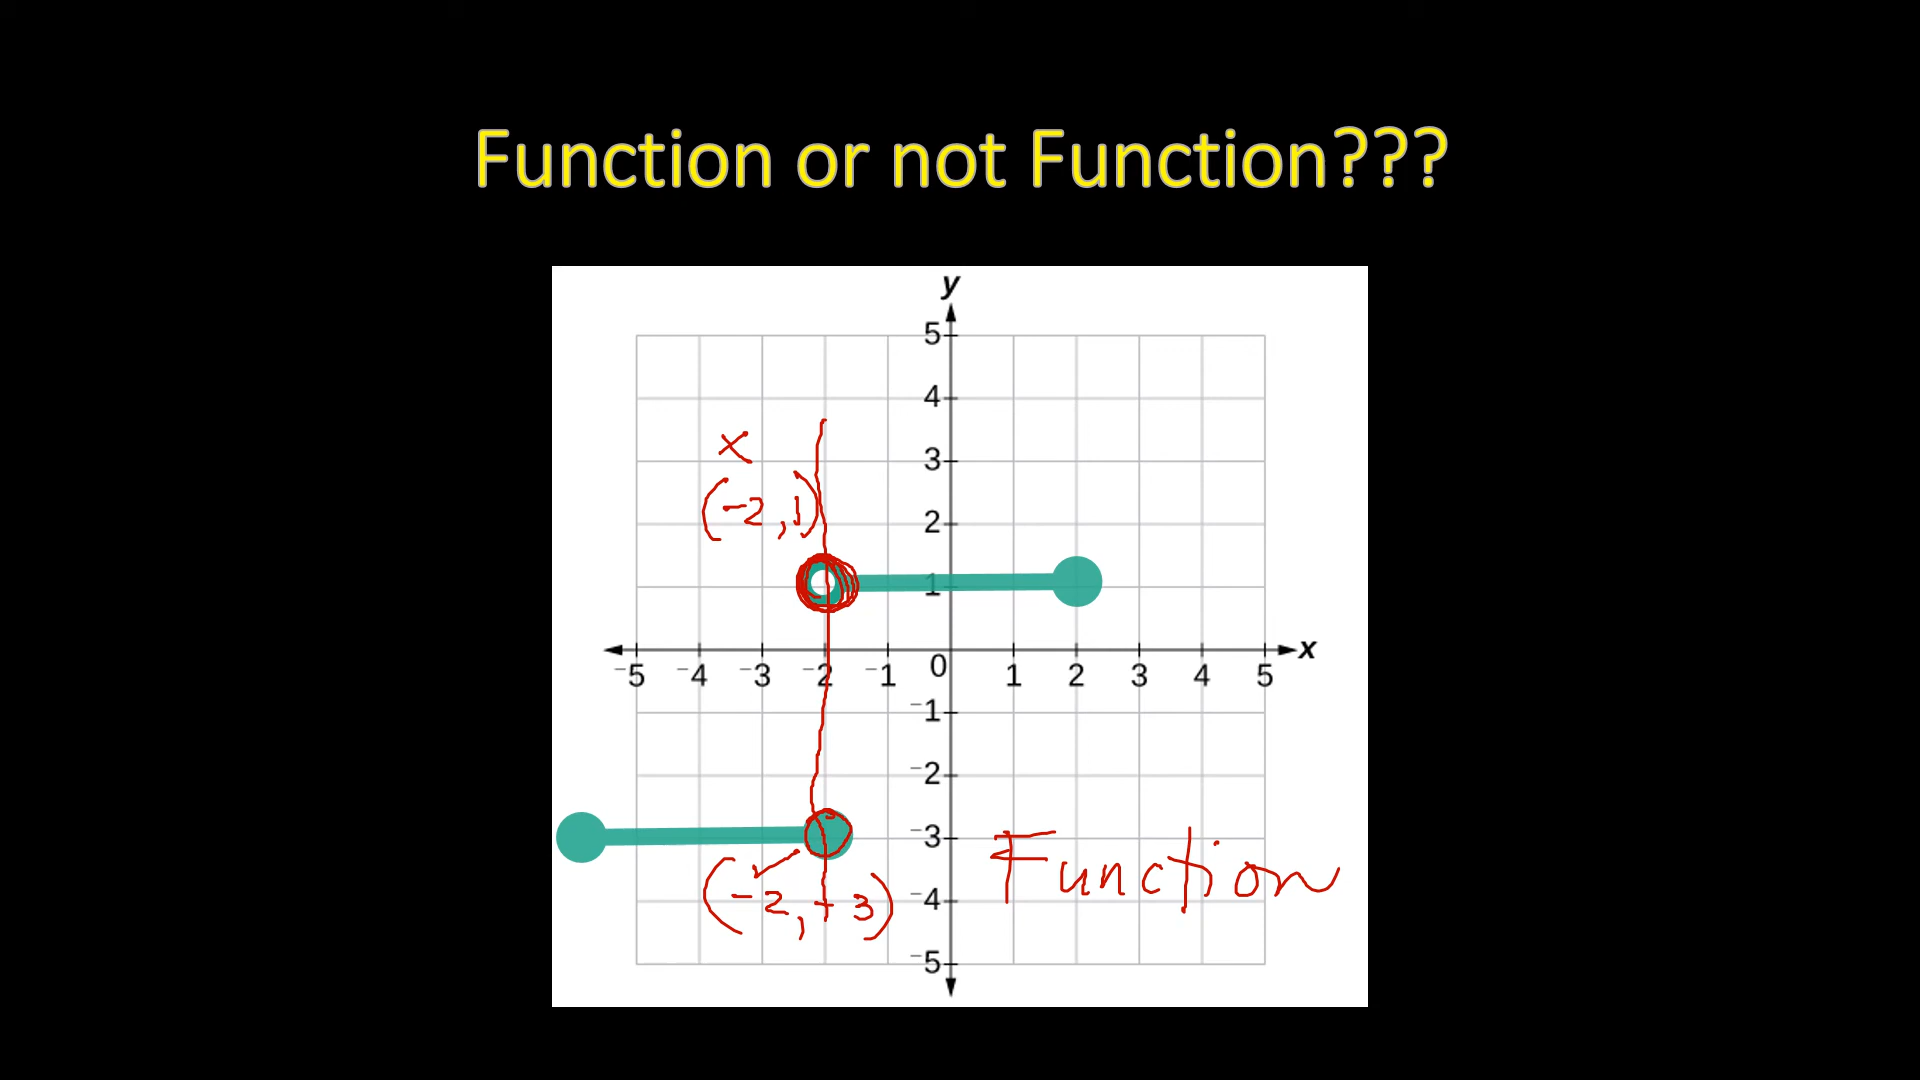 Function or not Function???
y
5
4
x
3
(-2,1)
2
1
-5 -4 -3 -2 -1 0 1 2 3 4 5 x
-1
-2
-3
(-2,-3)
Function
-4
-5